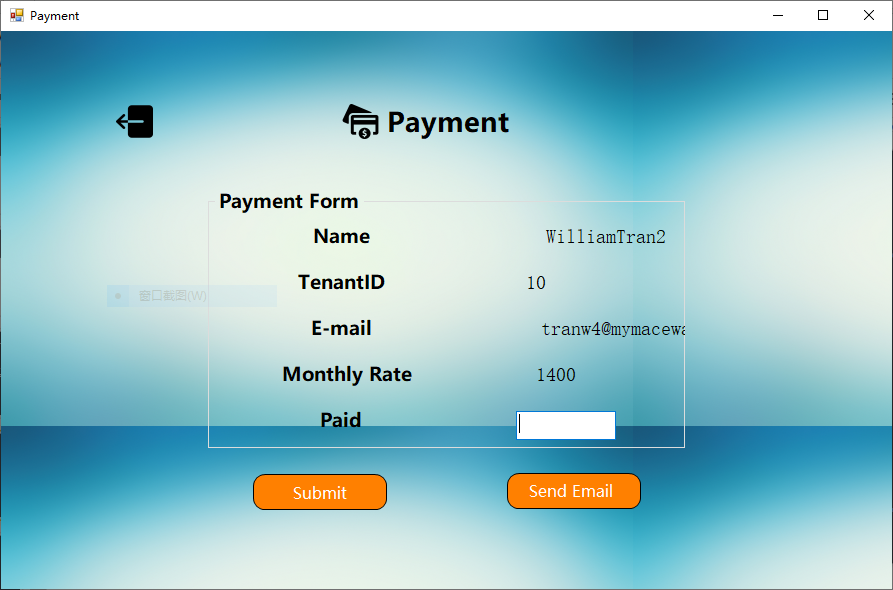 Payment
Payment
Payment Form
Name WilliamTran2
TenantID 10
窗口截图(W)
E-mail tranw4@mymacewa
Monthly Rate 1400
Paid
Submit Send Email